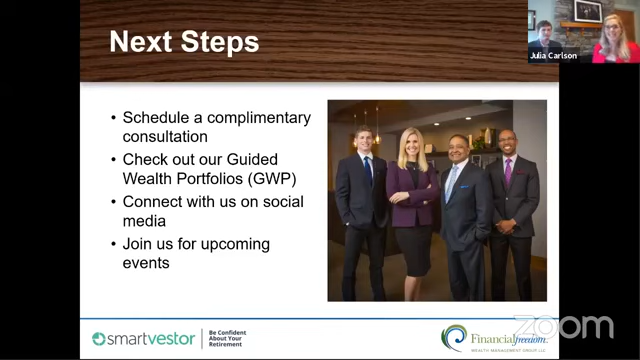 Next Steps
Julia Carlson
• Schedule a complimentary
consultation
• Check out our Guided
Wealth Portfolios (GWP)
• Connect with us on social
media
• Join us for upcoming
events
smartvestor
Be Confident
About Your
Retirement
Financialfreedom
WEALTH MANAGEMENT GROUP LLC
zoom